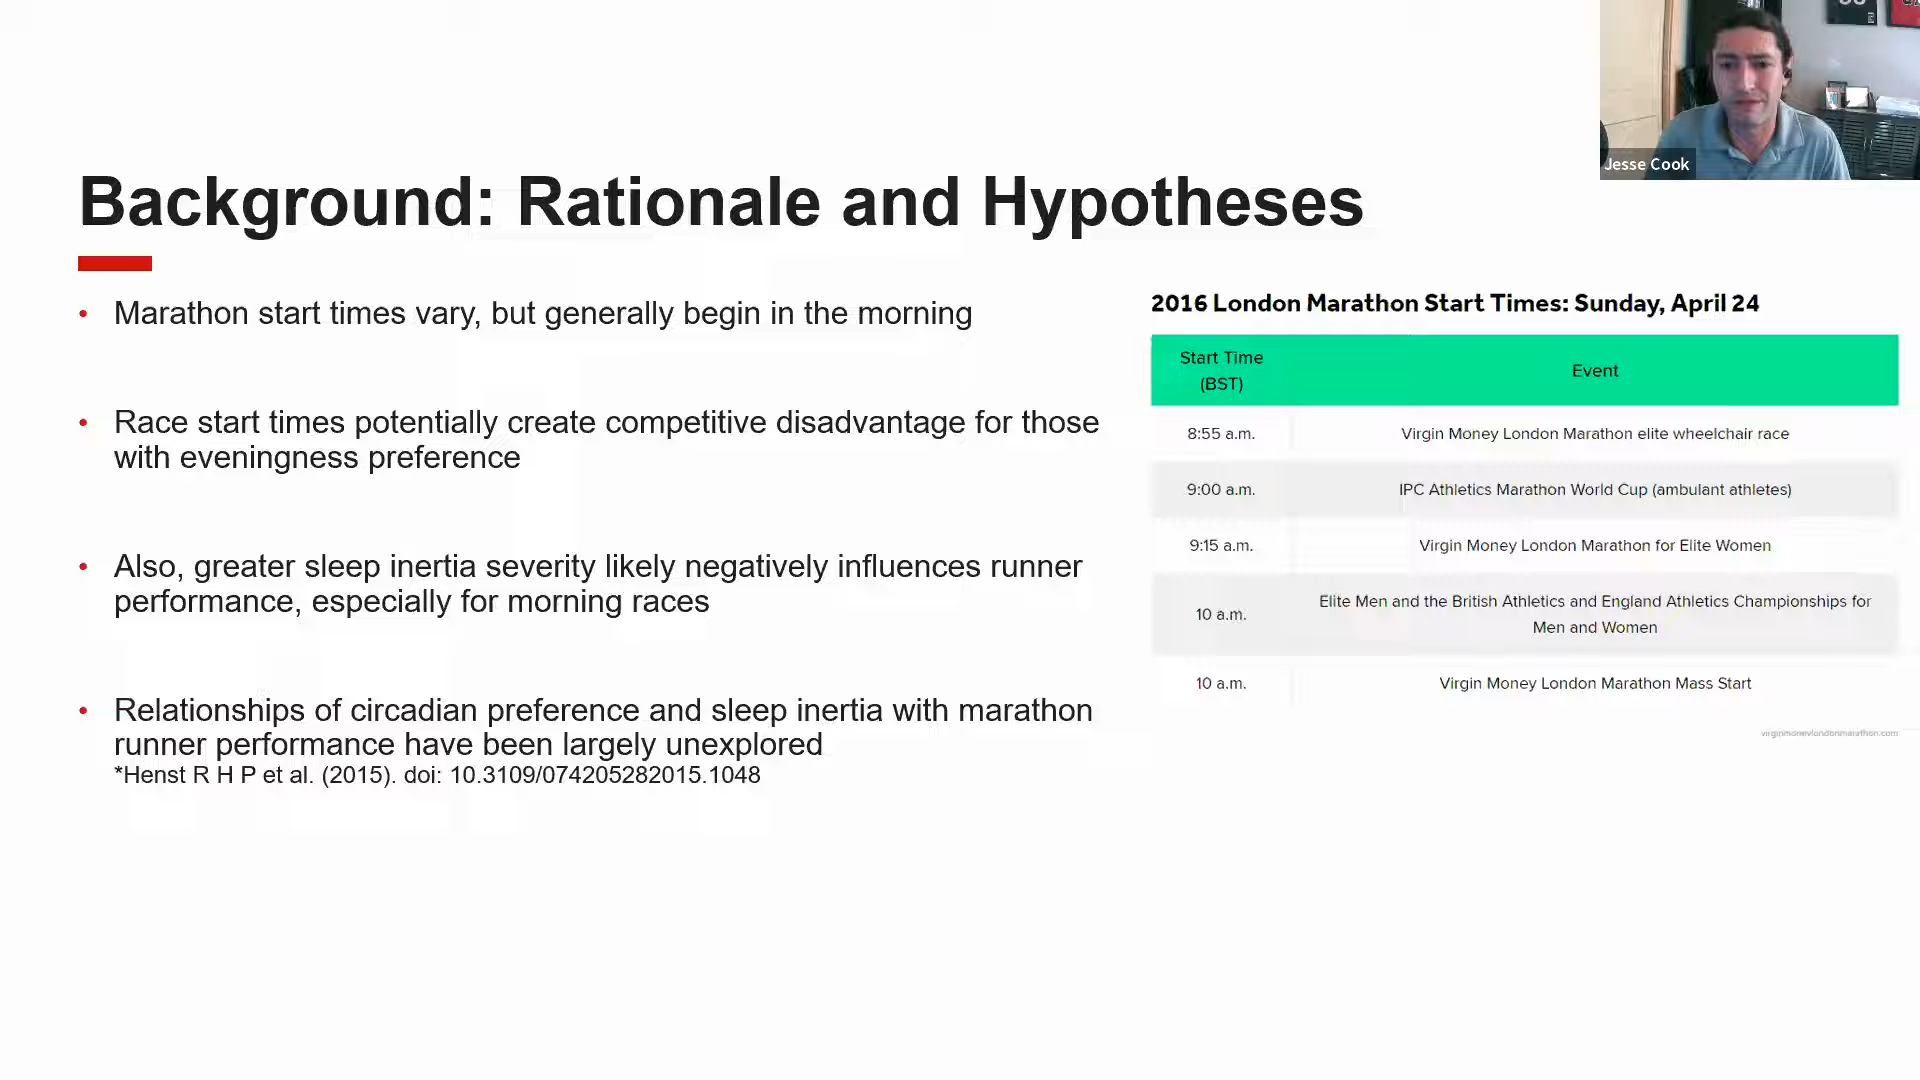 Jesse Cook
Background: Rationale and Hypotheses
• Marathon start times vary, but generally begin in the morning
• Race start times potentially create competitive disadvantage for those
with eveningness preference
• Also, greater sleep inertia severity likely negatively influences runner
performance, especially for morning races
• Relationships of circadian preference and sleep inertia with marathon
runner performance have been largely unexplored
*Henst R H P et al. (2015). doi: 10.3109/074205282015.1048
2016 London Marathon Start Times: Sunday, April 24
Start Time
(BST)
Event
8:55 a.m. Virgin Money London Marathon elite wheelchair race
9:00 a.m. IPC Athletics Marathon World Cup (ambulant athletes)
9:15 a.m. Virgin Money London Marathon for Elite Women
10 a.m. Elite Men and the British Athletics and England Athletics Championships for
Men and Women
10 a.m. Virgin Money London Marathon Mass Start
virginmoneylondonmarathon.com